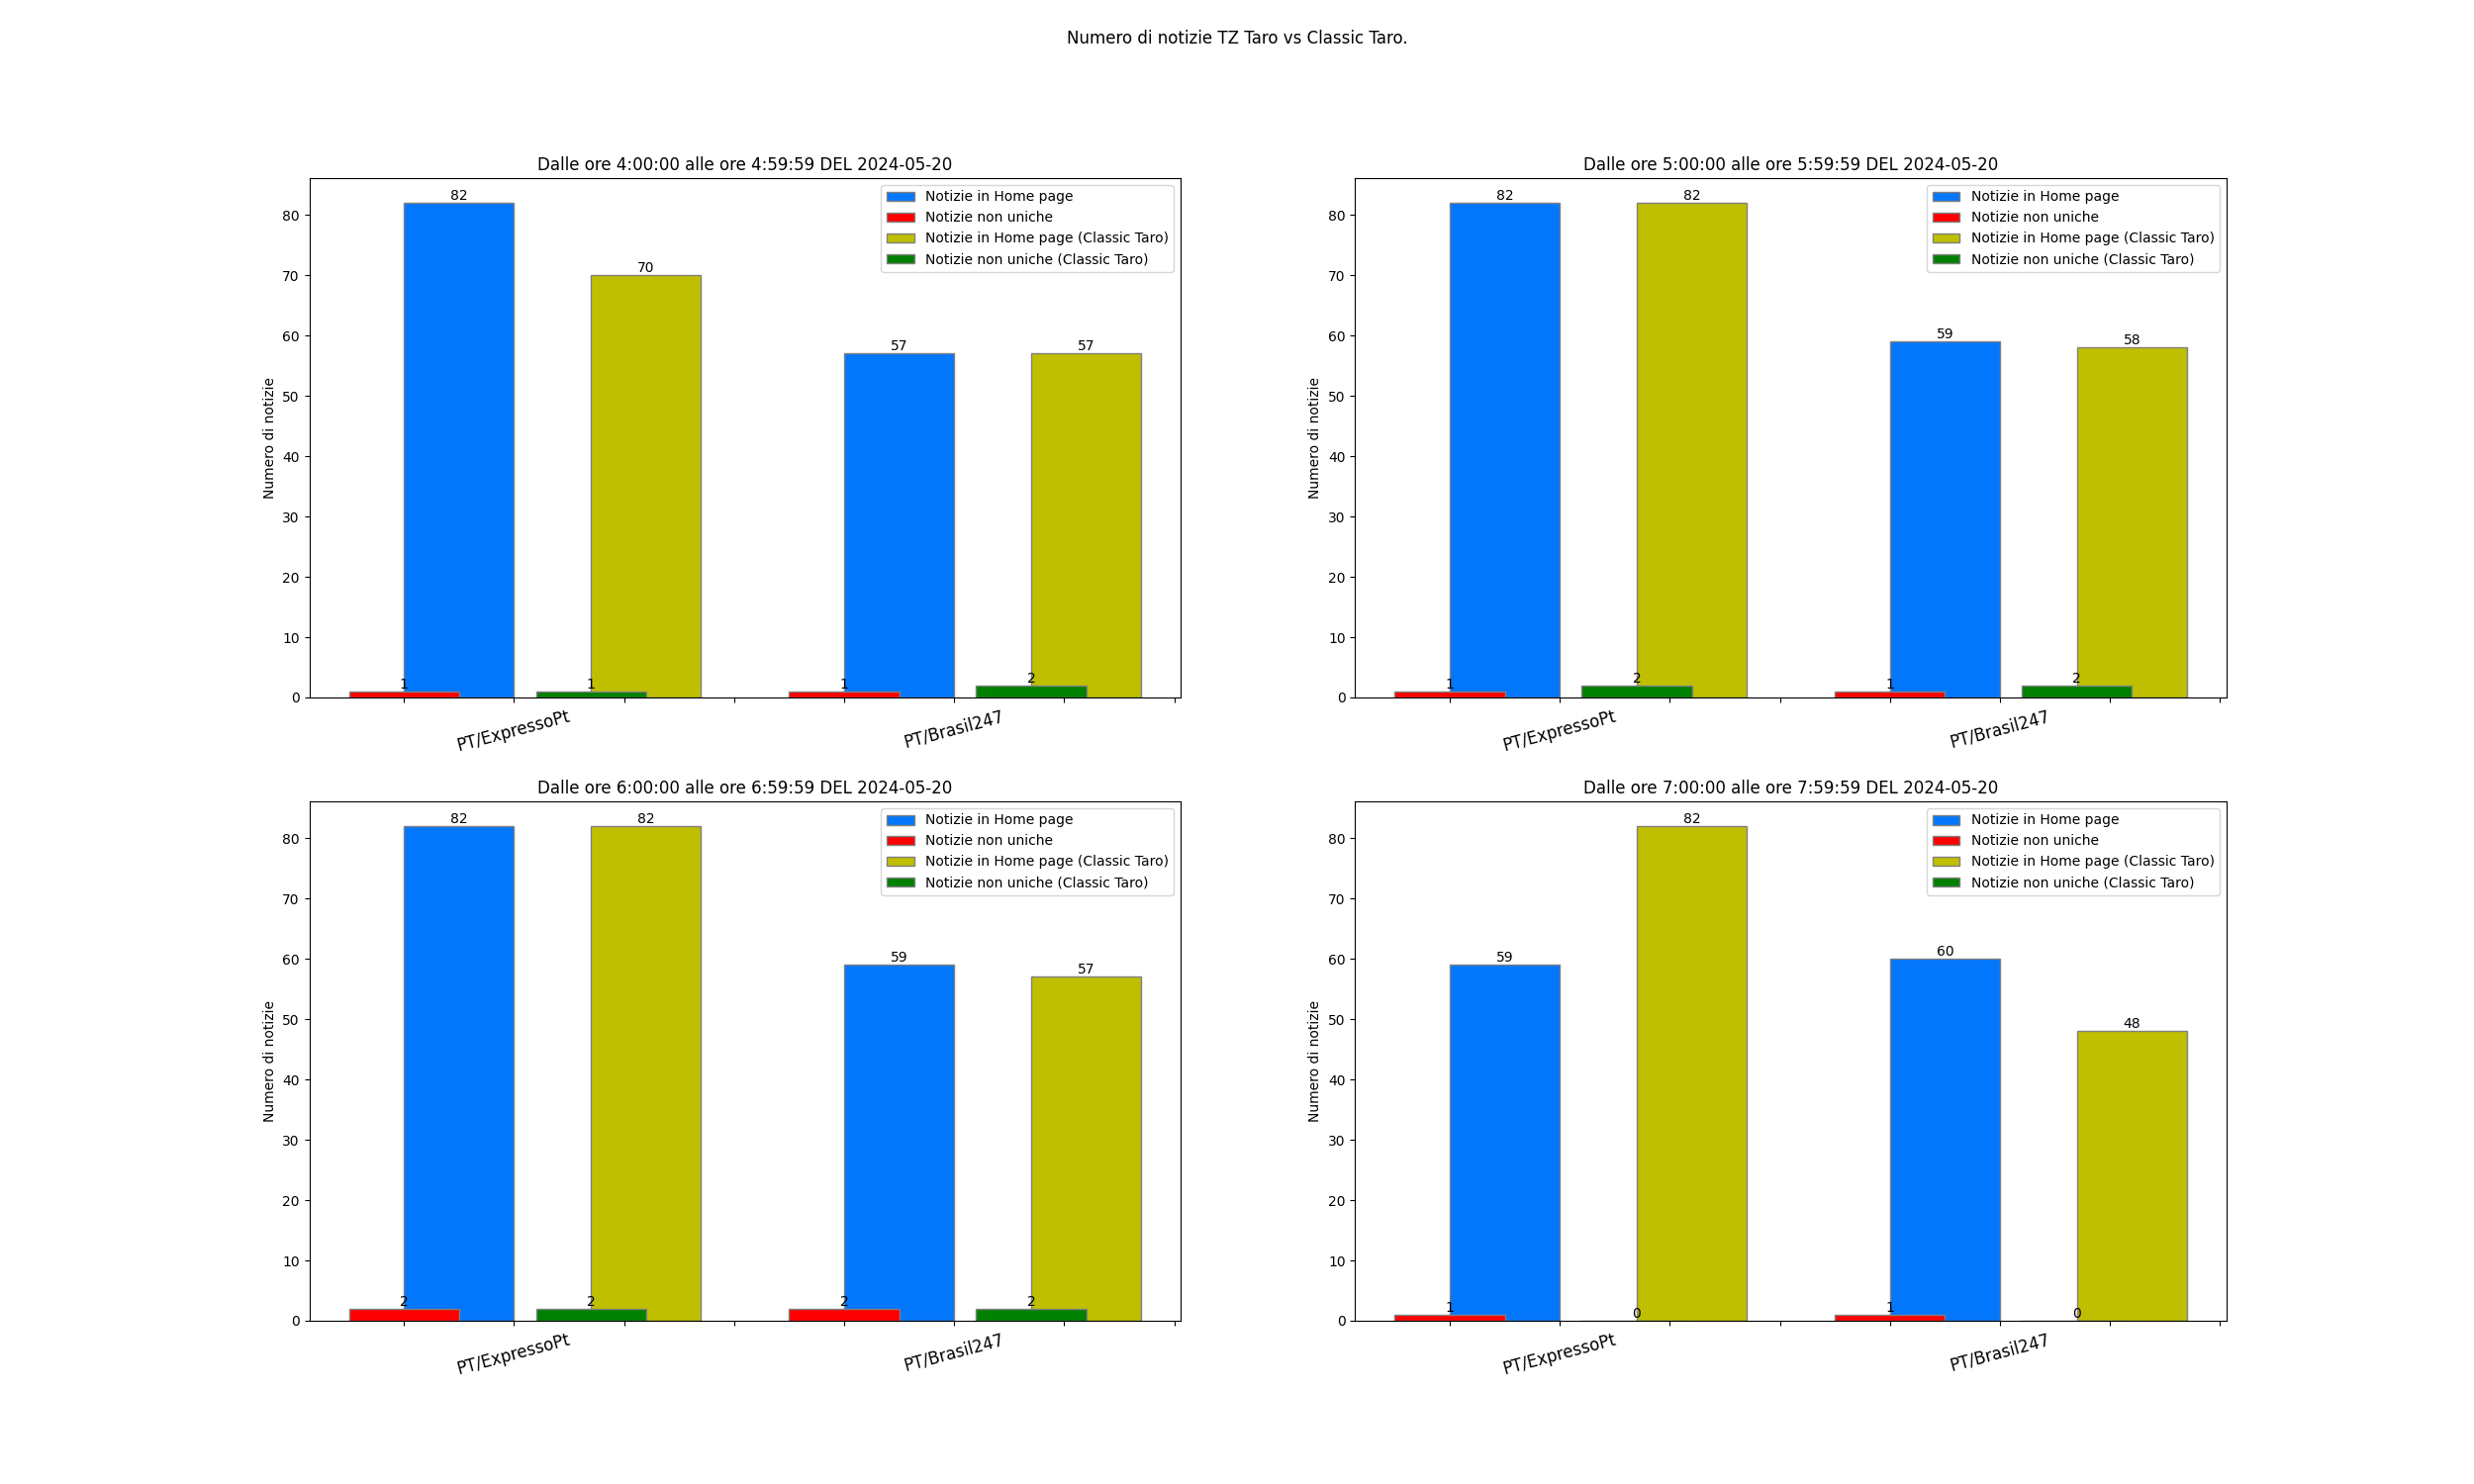 Numero di notizie TZ Taro vs Classic Taro.
Dalle ore 4:00:00 alle ore 4:59:59 DEL 2024-05-20
Numero di notizie
80
70
60
50
40
30
20
10
0
82
70
57
57
1
1
1
2
Notizie in Home page
Notizie non uniche
Notizie in Home page (Classic Taro)
Notizie non uniche (Classic Taro)
PT/ExpressoPt
PT/Brasil247
Dalle ore 5:00:00 alle ore 5:59:59 DEL 2024-05-20
Numero di notizie
80
70
60
50
40
30
20
10
0
82
82
59
58
1
2
1
2
Notizie in Home page
Notizie non uniche
Notizie in Home page (Classic Taro)
Notizie non uniche (Classic Taro)
PT/ExpressoPt
PT/Brasil247
Dalle ore 6:00:00 alle ore 6:59:59 DEL 2024-05-20
Numero di notizie
80
70
60
50
40
30
20
10
0
82
82
59
57
2
2
2
2
Notizie in Home page
Notizie non uniche
Notizie in Home page (Classic Taro)
Notizie non uniche (Classic Taro)
PT/ExpressoPt
PT/Brasil247
Dalle ore 7:00:00 alle ore 7:59:59 DEL 2024-05-20
Numero di notizie
80
70
60
50
40
30
20
10
0
59
82
60
48
1
0
1
0
Notizie in Home page
Notizie non uniche
Notizie in Home page (Classic Taro)
Notizie non uniche (Classic Taro)
PT/ExpressoPt
PT/Brasil247